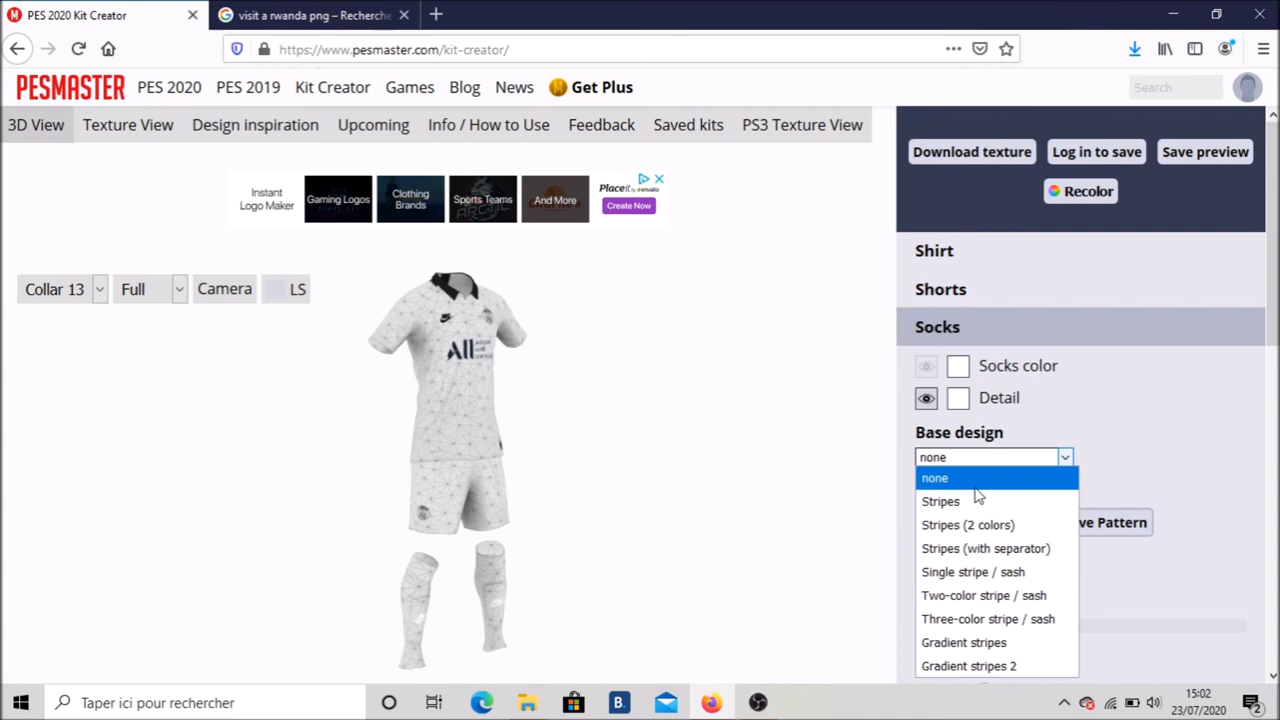 PES 2020 Kit Creator
visit a rwanda png – Recherche
https://www.pesmaster.com/kit-creator/
PESMASTER PES 2020 PES 2019 Kit Creator Games Blog News Get Plus Search
3D View Texture View Design inspiration Upcoming Info / How to Use Feedback Saved kits PS3 Texture View
Download texture Log in to save Save preview
Recolor
Instant
Logo Maker
Gaming Logos
Clothing
Brands
Sports Teams
And More
Placeit by envato
Create Now
Shirt
Collar 13 Full Camera LS
Shorts
Socks
Socks color
Detail
Base design
none
none
Stripes
Stripes (2 colors)
ve Pattern
Stripes (with separator)
Single stripe / sash
Two-color stripe / sash
Three-color stripe / sash
Gradient stripes
Gradient stripes 2
All
Taper ici pour rechercher
B.
15:02
23/07/2020
2